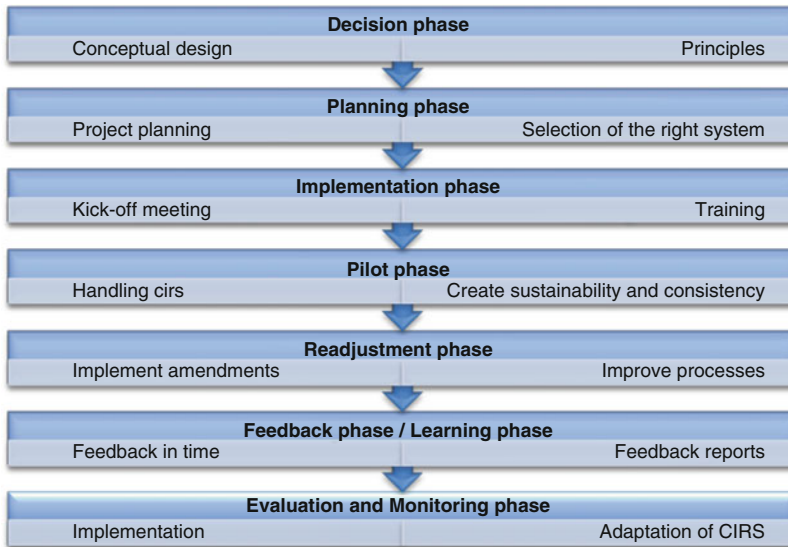 Decision phase
Conceptual design Principles
Planning phase
Project planning Selection of the right system
Implementation phase
Kick-off meeting Training
Pilot phase
Handling cirs Create sustainability and consistency
Readjustment phase
Implement amendments Improve processes
Feedback phase / Learning phase
Feedback in time Feedback reports
Evaluation and Monitoring phase
Implementation Adaptation of CIRS